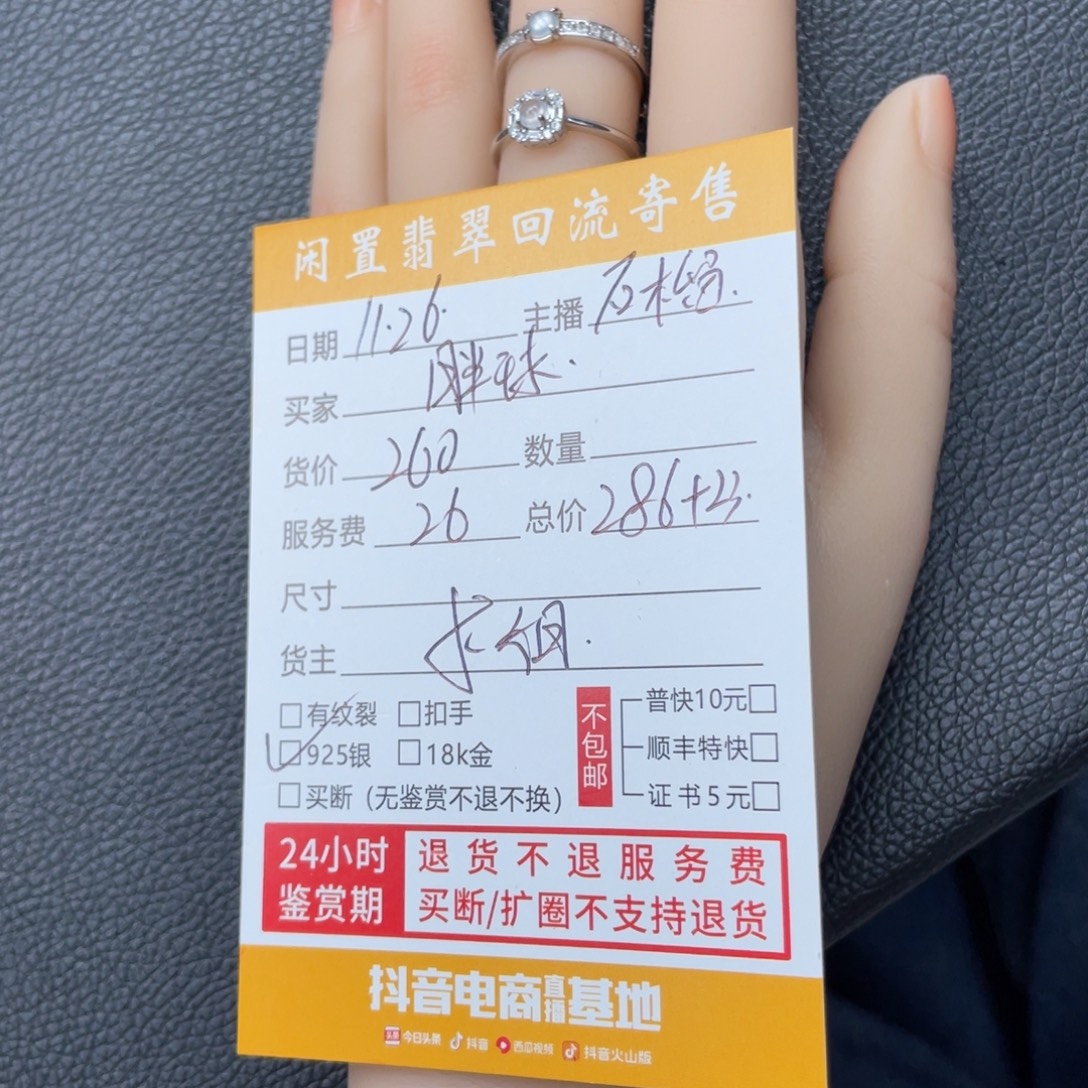 闲置翡翠回流寄售
日期 11.26. 主播 石榴.
买家 胖球.
货价 260 数量
服务费 26 总价 286+
尺寸
货主
有纹裂 扣手
925银 18k金
买断(无鉴赏不退不换)
不包邮
普快10元
顺丰特快
证书5元
24小时
鉴赏期
退货不退服务费
买断/扩圈不支持退货
抖音电商直播基地
头条 今日头条 抖音 西瓜视频 抖音火山版